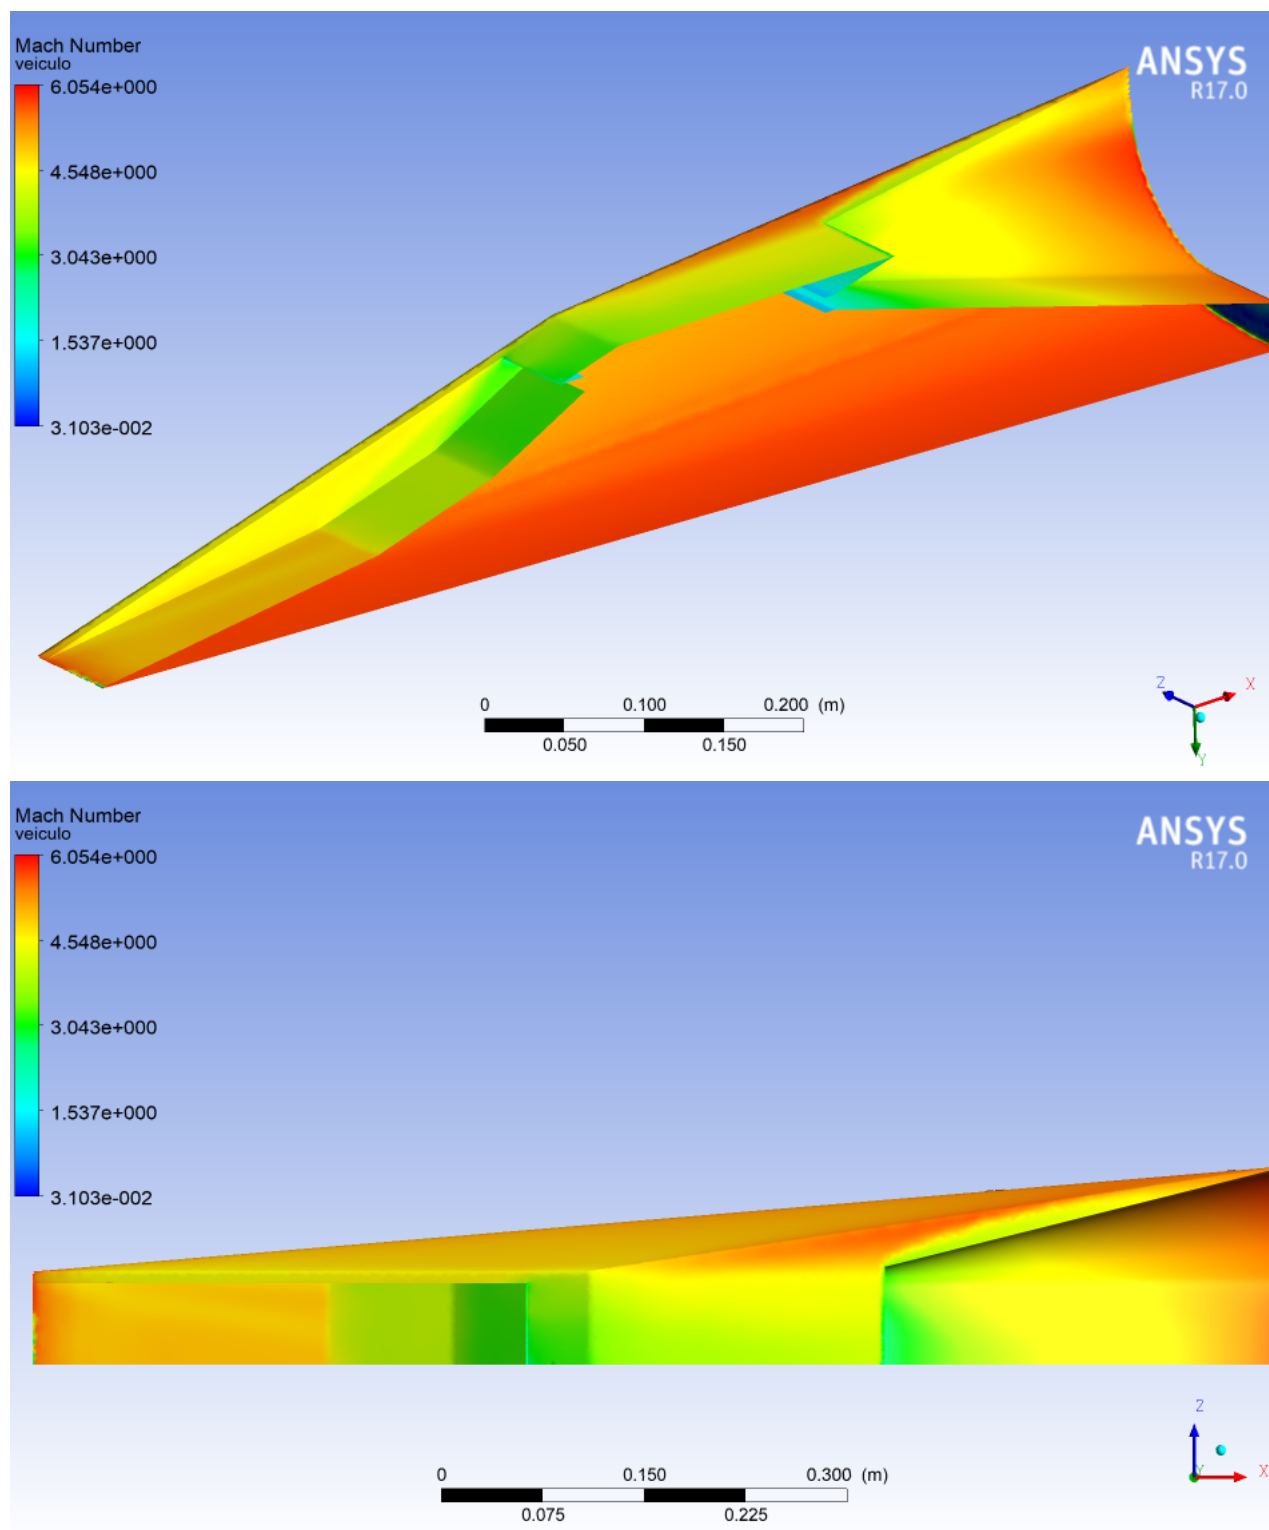 Mach Number
veiculo
6.054e+000
4.548e+000
3.043e+000
1.537e+000
3.103e-002
ANSYS
R17.0
0 0.100 0.200 (m)
0.050 0.150
Z X
Y
Mach Number
veiculo
6.054e+000
4.548e+000
3.043e+000
1.537e+000
3.103e-002
ANSYS
R17.0
0 0.150 0.300 (m)
0.075 0.225
Z
Y X